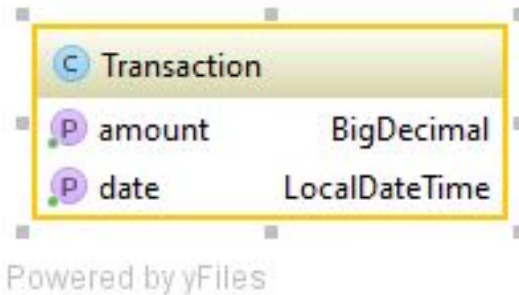 C Transaction
P amount BigDecimal
P date LocalDateTime
Powered by yFiles